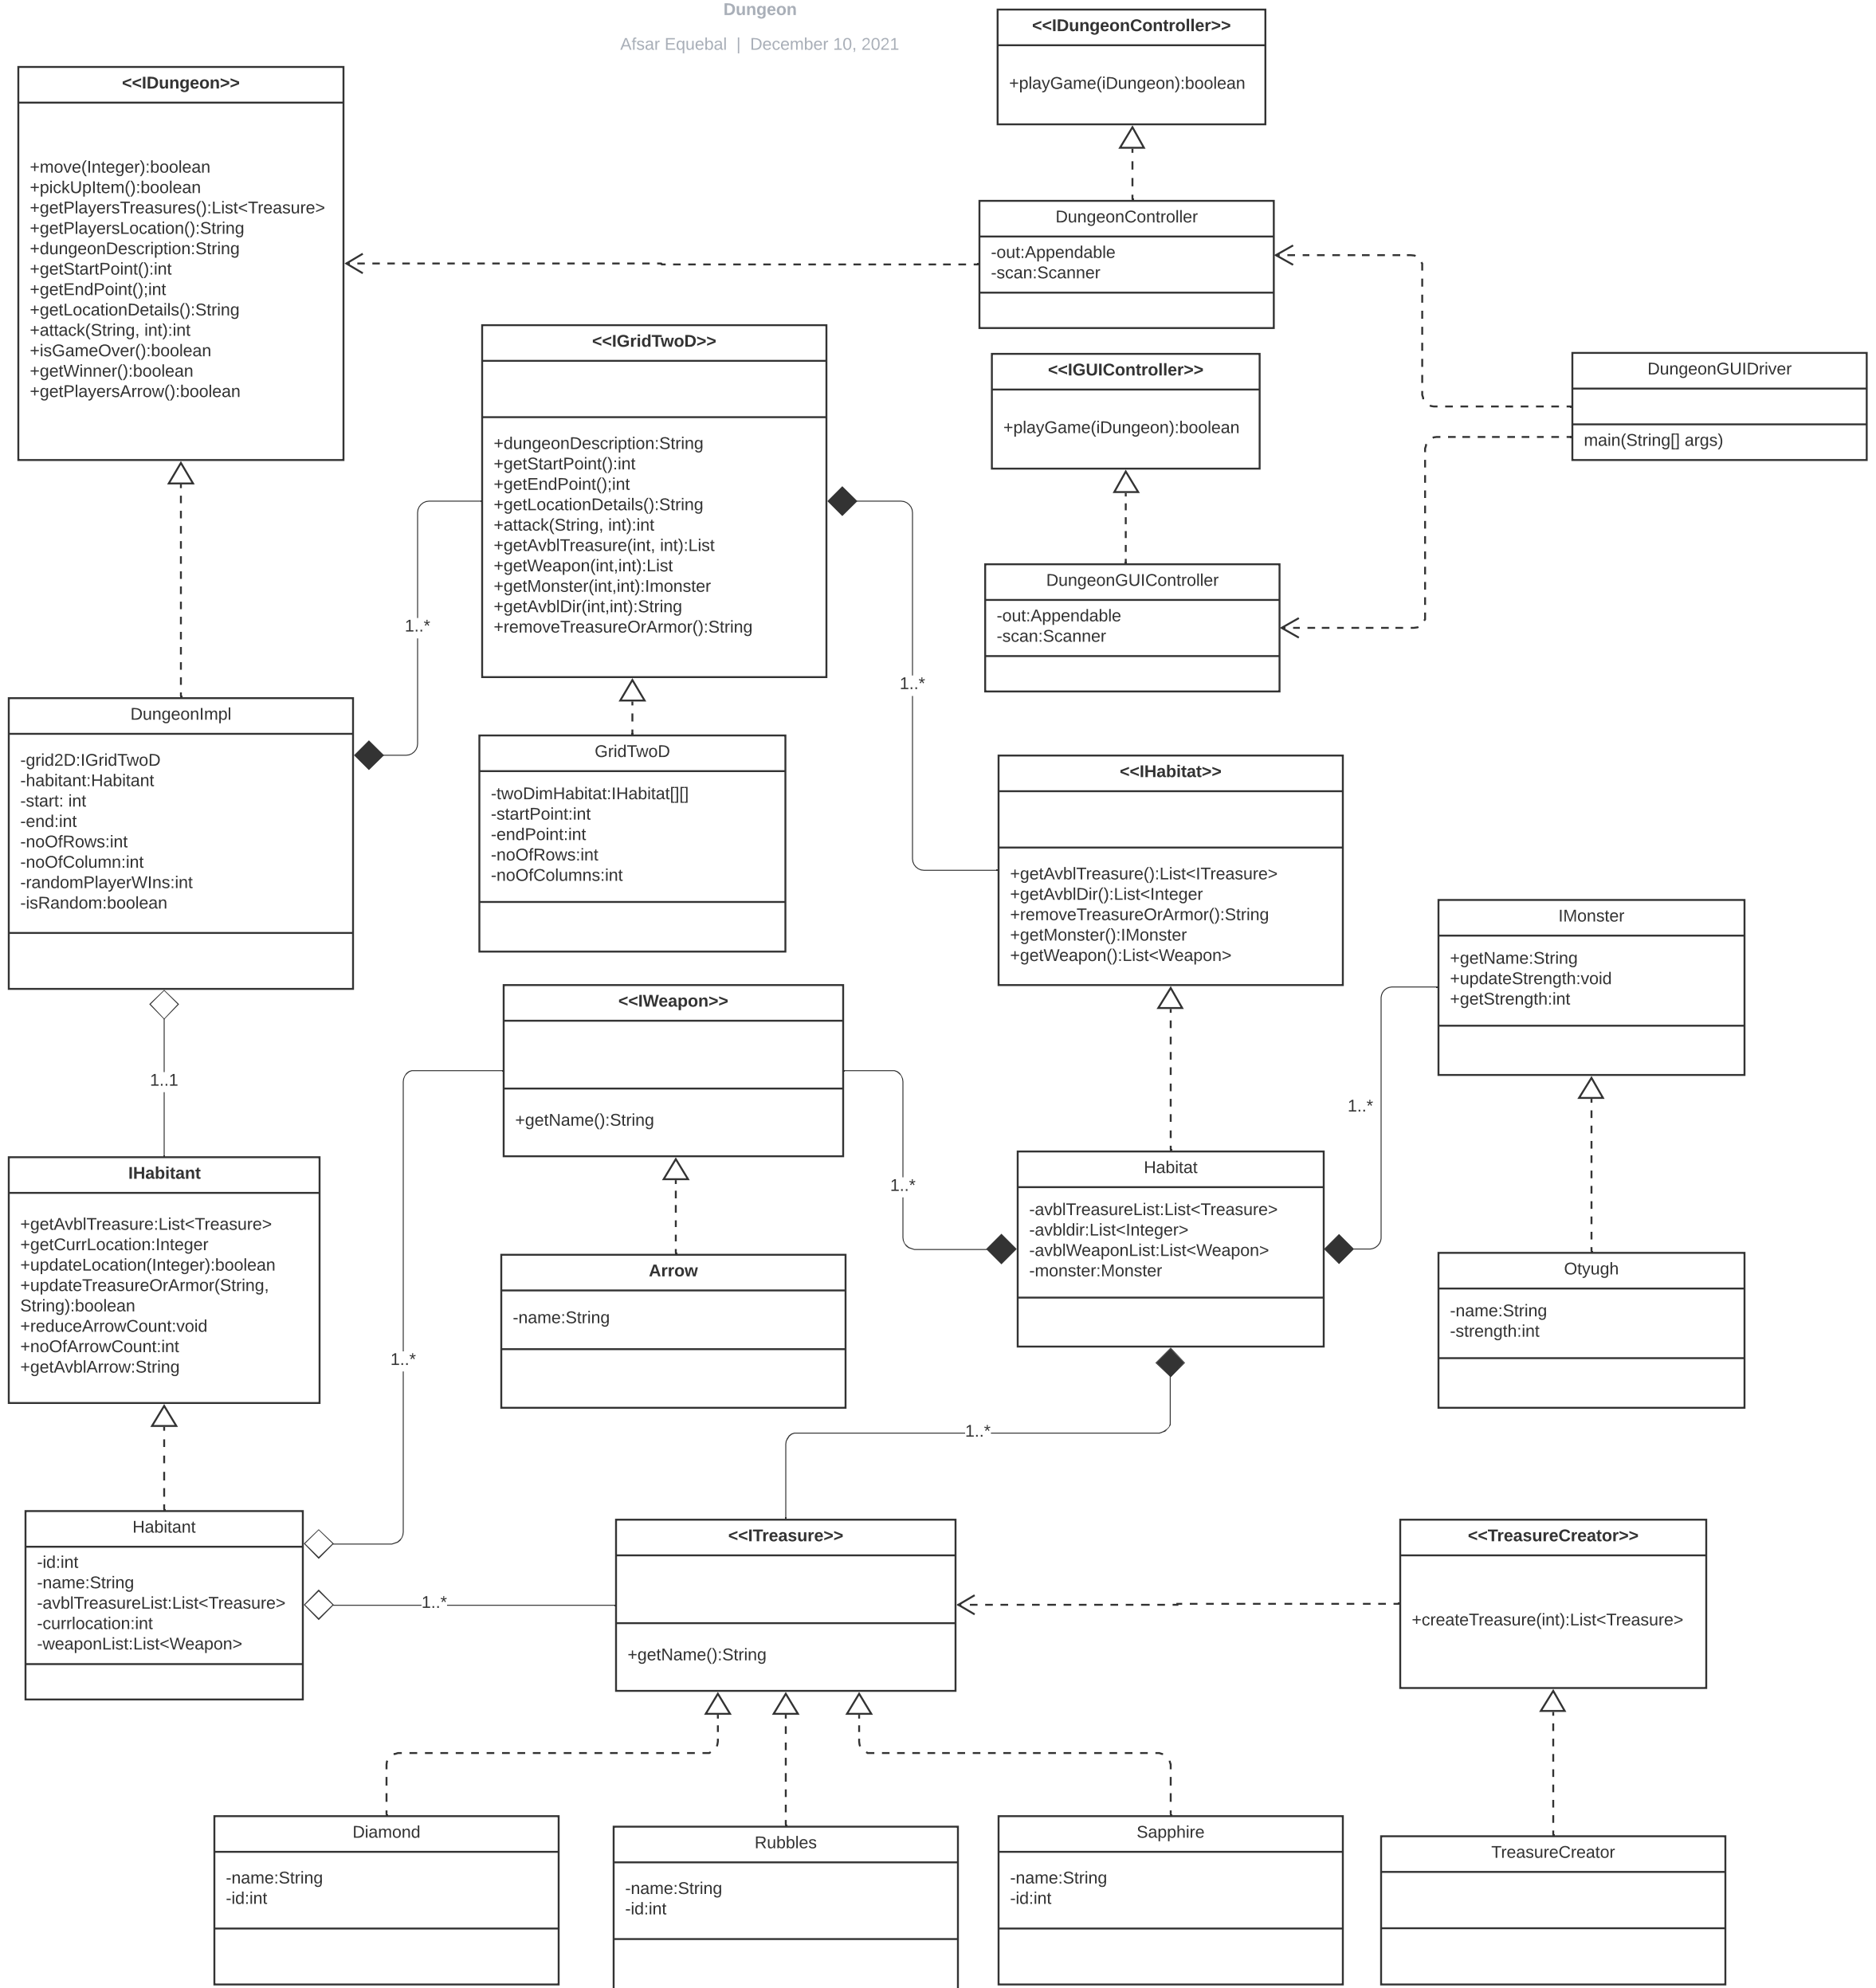 Dungeon
Afsar Equebal | December 10, 2021
<<IDungeonController>>
+playGame(iDungeon):boolean
<<IDungeon>>
+move(Integer):boolean
+pickUpItem():boolean
+getPlayersTreasures():List<Treasure>
+getPlayersLocation():String
+dungeonDescription:String
+getStartPoint():int
+getEndPoint();int
+getLocationDetails():String
+attack(String, int):int
+isGameOver():boolean
+getWinner():boolean
+getPlayersArrow():boolean
DungeonController
-out:Appendable
-scan:Scanner
<<IGridTwoD>>
+dungeonDescription:String
+getStartPoint():int
+getEndPoint();int
+getLocationDetails():String
+attack(String, int):int
+getAvblTreasure(int, int):List
+getWeapon(int,int):List
+getMonster(int,int):Imonster
+getAvblDir(int,int):String
+removeTreasureOrArmor():String
<<IGUIController>>
+playGame(iDungeon):boolean
DungeonGUIDriver
main(String[] args)
DungeonGUIController
-out:Appendable
-scan:Scanner
1..*
1..*
DungeonImpl
-grid2D:IGridTwoD
-habitant:Habitant
-start: int
-end:int
-noOfRows:int
-noOfColumn:int
-randomPlayerWIns:int
-isRandom:boolean
GridTwoD
-twoDimHabitat:IHabitat[][]
-startPoint:int
-endPoint:int
-noOfRows:int
-noOfColumns:int
<<IHabitat>>
+getAvblTreasure():List<ITreasure>
+getAvblDir():List<Integer
+removeTreasureOrArmor():String
+getMonster():IMonster
+getWeapon():List<Weapon>
IMonster
+getName:String
+updateStrength:void
+getStrength:int
<<IWeapon>>
+getName():String
1..1
1..*
1..*
IHabitant
+getAvblTreasure:List<Treasure>
+getCurrLocation:Integer
+updateLocation(Integer):boolean
+updateTreasureOrArmor(String,
String):boolean
+reduceArrowCount:void
+noOfArrowCount:int
+getAvblArrow:String
Habitat
-avblTreasureList:List<Treasure>
-avbldir:List<Integer>
-avblWeaponList:List<Weapon>
-monster:Monster
Arrow
-name:String
Otyugh
-name:String
-strength:int
1..*
1..*
Habitant
-id:int
-name:String
-avblTreasureList:List<Treasure>
-currlocation:int
-weaponList:List<Weapon>
1..*
<<ITreasure>>
+getName():String
<<TreasureCreator>>
+createTreasure(int):List<Treasure>
Diamond
-name:String
-id:int
Rubbles
-name:String
-id:int
Sapphire
-name:String
-id:int
TreasureCreator